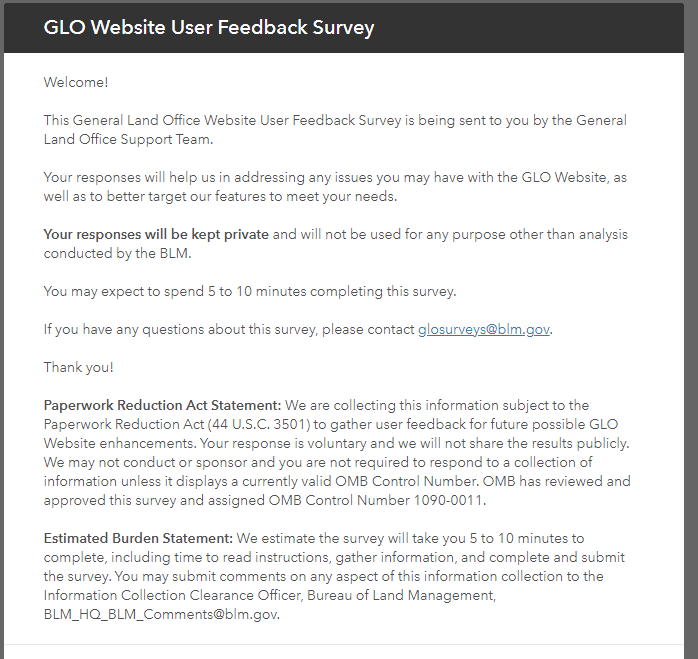 GLO Website User Feedback Survey
Welcome!
This General Land Office Website User Feedback Survey is being sent to you by the General
Land Office Support Team.
Your responses will help us in addressing any issues you may have with the GLO Website, as
well as to better target our features to meet your needs.
Your responses will be kept private and will not be used for any purpose other than analysis
conducted by the BLM.
You may expect to spend 5 to 10 minutes completing this survey.
If you have any questions about this survey, please contact glosurveys@blm.gov.
Thank you!
Paperwork Reduction Act Statement: We are collecting this information subject to the
Paperwork Reduction Act (44 U.S.C. 3501) to gather user feedback for future possible GLO
Website enhancements. Your response is voluntary and we will not share the results publicly.
We may not conduct or sponsor and you are not required to respond to a collection of
information unless it displays a currently valid OMB Control Number. OMB has reviewed and
approved this survey and assigned OMB Control Number 1090-0011.
Estimated Burden Statement: We estimate the survey will take you 5 to 10 minutes to
complete, including time to read instructions, gather information, and complete and submit
the survey. You may submit comments on any aspect of this information collection to the
Information Collection Clearance Officer, Bureau of Land Management,
BLM_HQ_BLM_Comments@blm.gov.